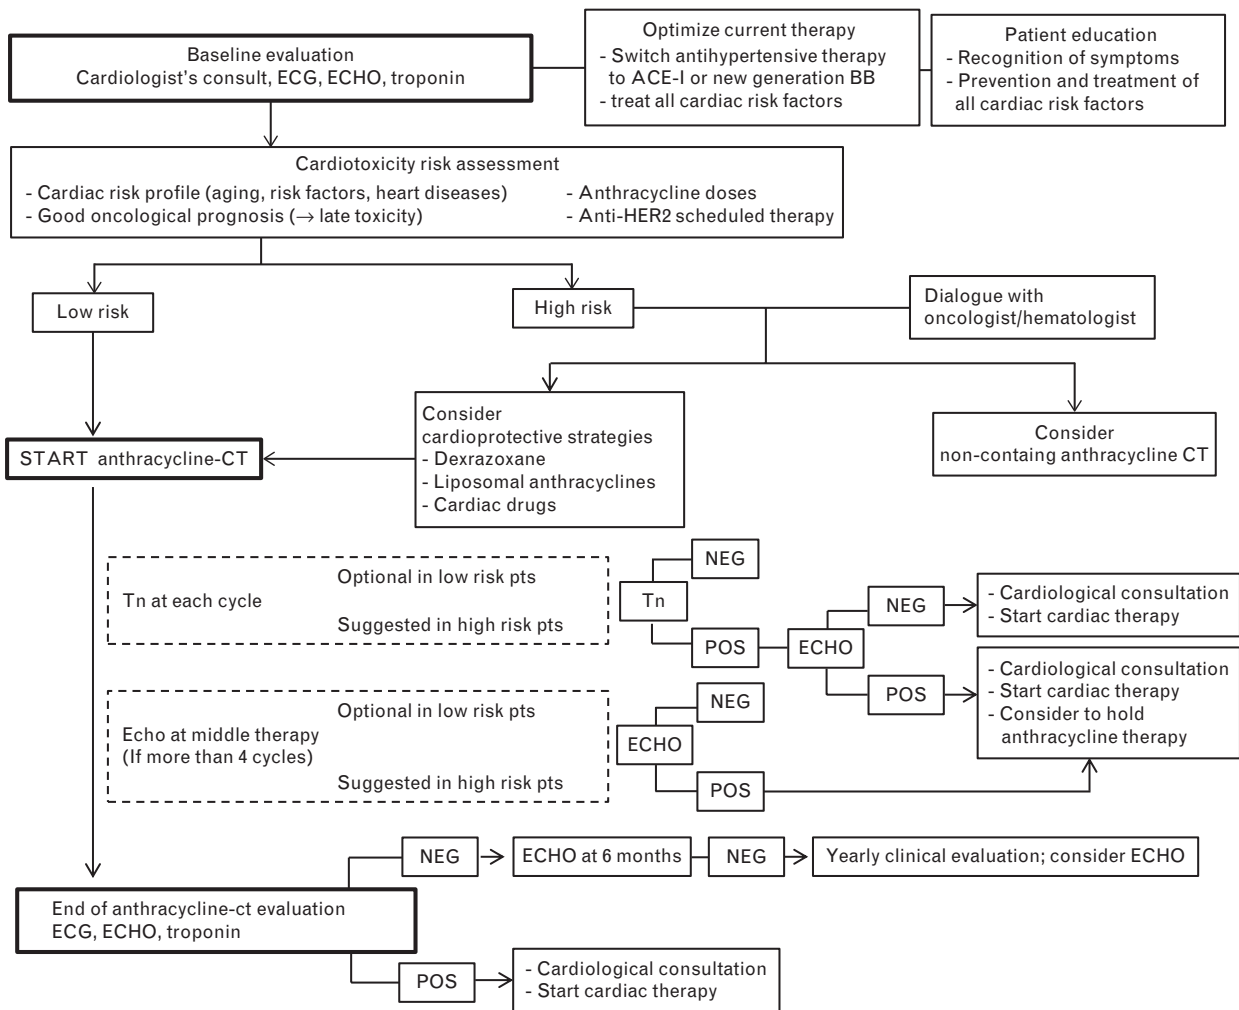 Baseline evaluation
Cardiologist's consult, ECG, ECHO, troponin
Optimize current therapy
- Switch antihypertensive therapy
to ACE-I or new generation BB
- treat all cardiac risk factors
Patient education
- Recognition of symptoms
- Prevention and treatment of
all cardiac risk factors
Cardiotoxicity risk assessment
- Cardiac risk profile (aging, risk factors, heart diseases)
- Good oncological prognosis (→ late toxicity)
- Anthracycline doses
- Anti-HER2 scheduled therapy
Low risk
High risk
Dialogue with
oncologist/hematologist
Consider
cardioprotective strategies
- Dexrazoxane
- Liposomal anthracyclines
- Cardiac drugs
Consider
non-containg anthracycline CT
START anthracycline-CT
Tn at each cycle
Optional in low risk pts
Suggested in high risk pts
Tn
NEG
POS
ECHO
NEG
- Cardiological consultation
- Start cardiac therapy
POS
- Cardiological consultation
- Start cardiac therapy
- Consider to hold
anthracycline therapy
Echo at middle therapy
(If more than 4 cycles)
Optional in low risk pts
Suggested in high risk pts
ECHO
NEG
POS
End of anthracycline-ct evaluation
ECG, ECHO, troponin
NEG
ECHO at 6 months
NEG
Yearly clinical evaluation; consider ECHO
POS
- Cardiological consultation
- Start cardiac therapy